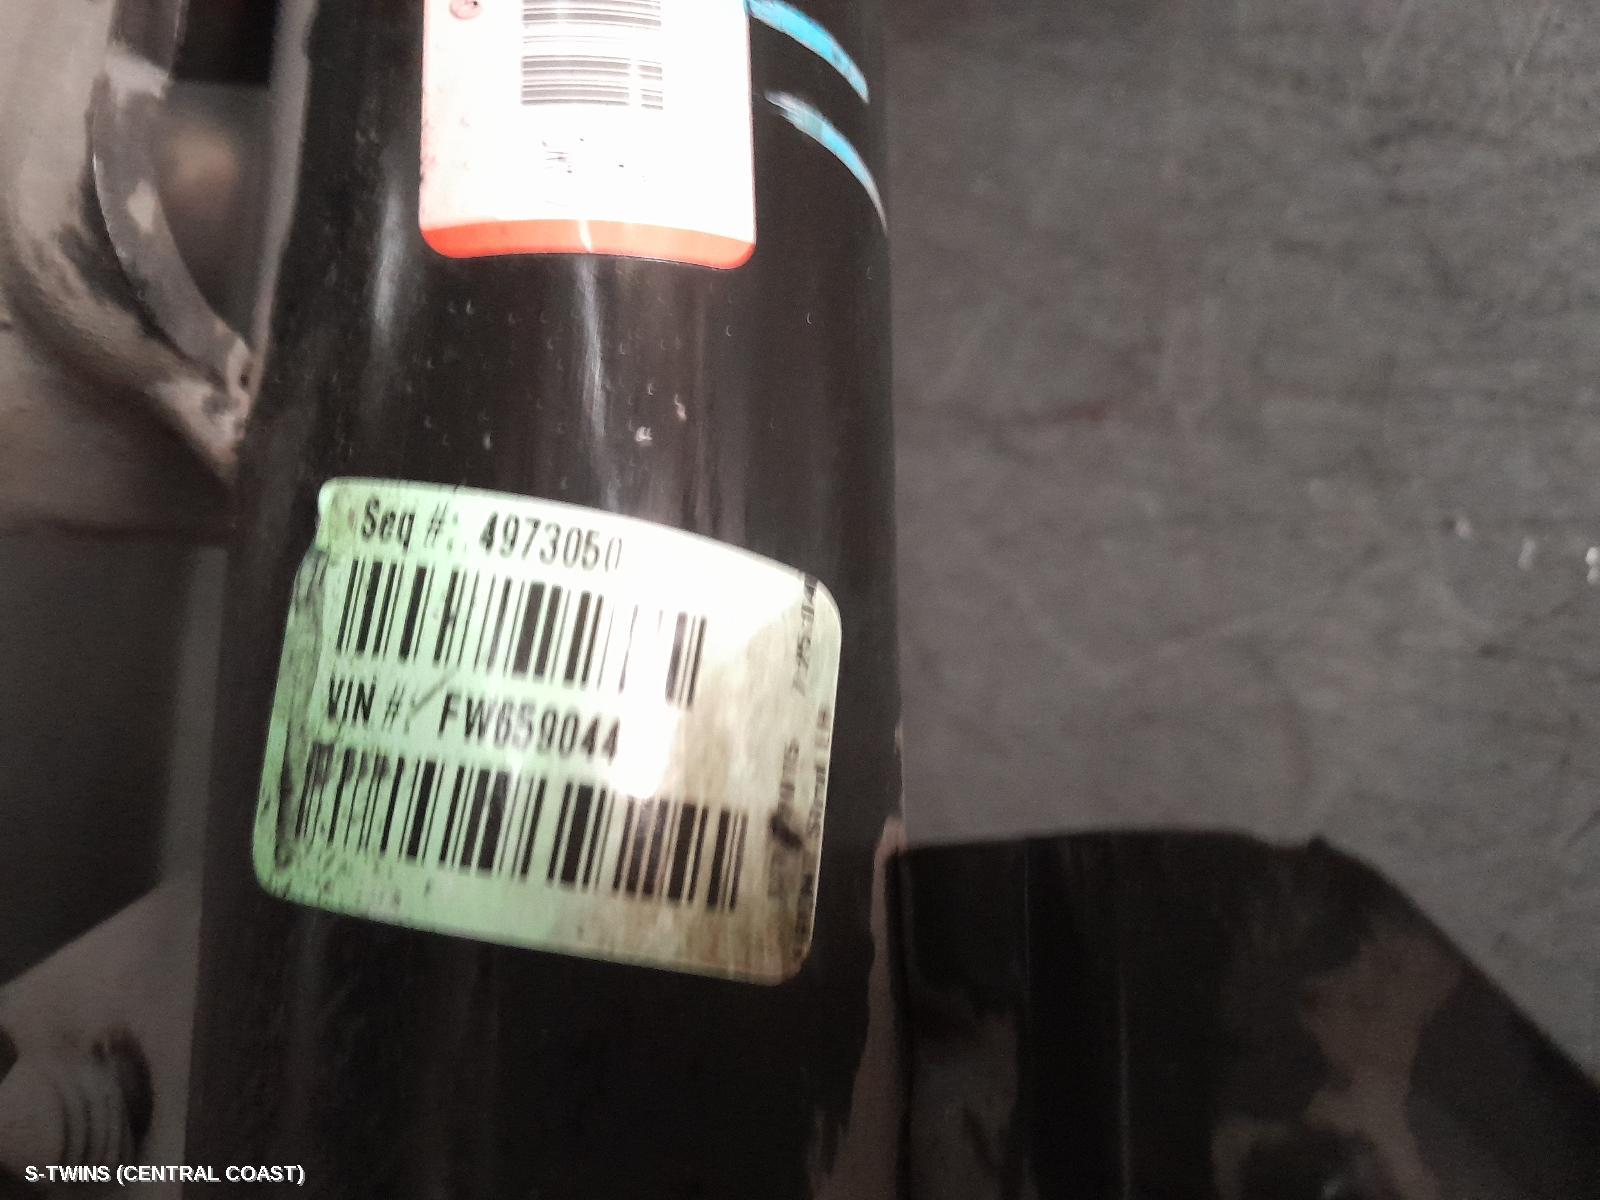 Seq #: 4973050
VIN #: FW659044
S-TWINS (CENTRAL COAST)